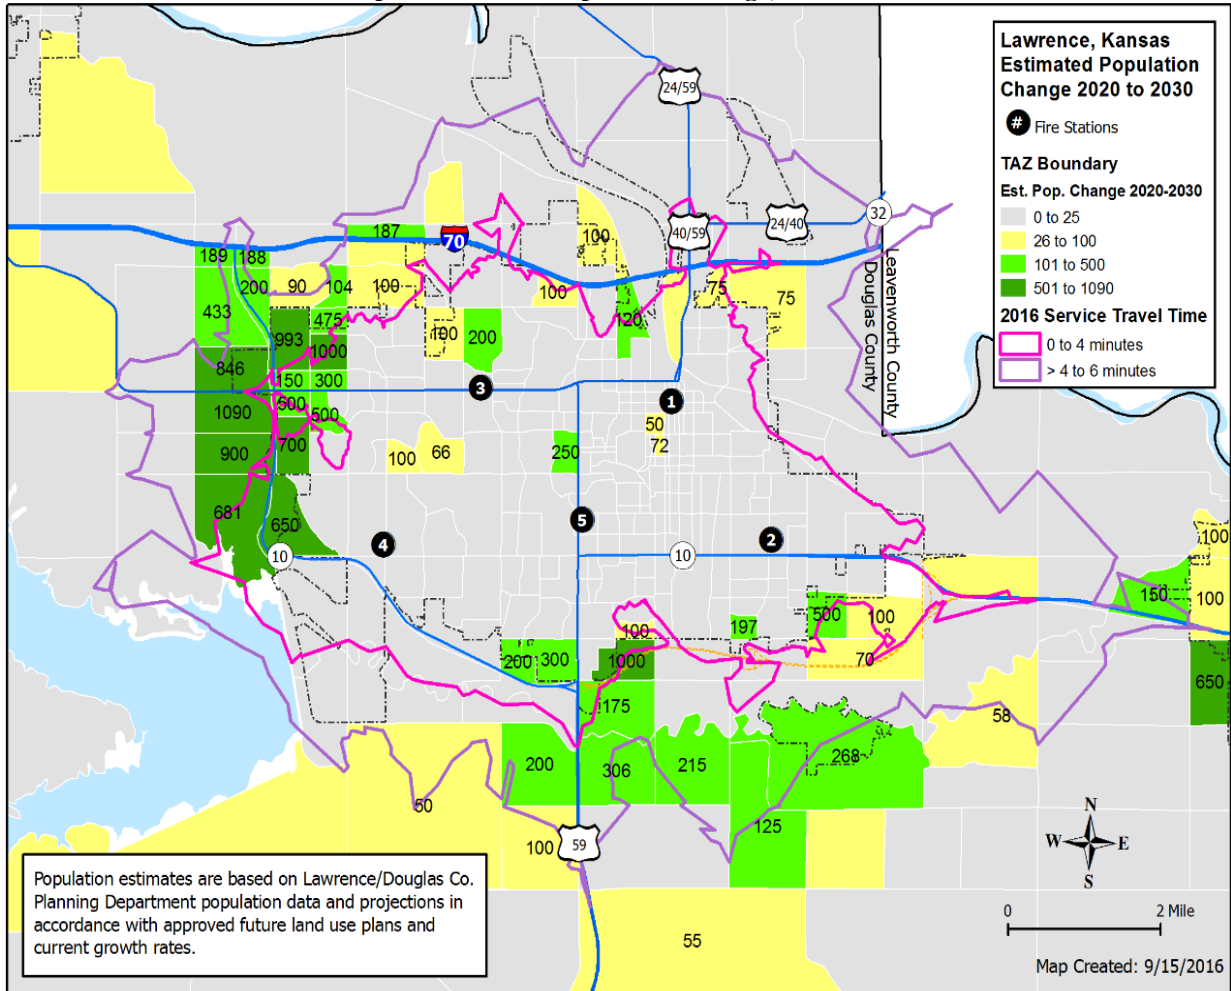 Lawrence, Kansas
Estimated Population
Change 2020 to 2030
# Fire Stations
TAZ Boundary
Est. Pop. Change 2020-2030
0 to 25
26 to 100
101 to 500
501 to 1090
2016 Service Travel Time
0 to 4 minutes
> 4 to 6 minutes
24/59
32
24/40
40/59
187
70
100
189
188
200
90
104
100
100
75
75
Leavenworth County
Douglas County
433
475
120
993
100
200
1000
846
150
300
3
1
1090
500
500
50
700
72
900
100
66
250
681
650
5
4
10
10
2
100
150
100
500
100
197
100
200
300
1000
70
650
175
58
200
306
215
268
50
125
100
59
N
W
E
S
55
0
2 Mile
Population estimates are based on Lawrence/Douglas Co.
Planning Department population data and projections in
accordance with approved future land use plans and
current growth rates.
Map Created: 9/15/2016